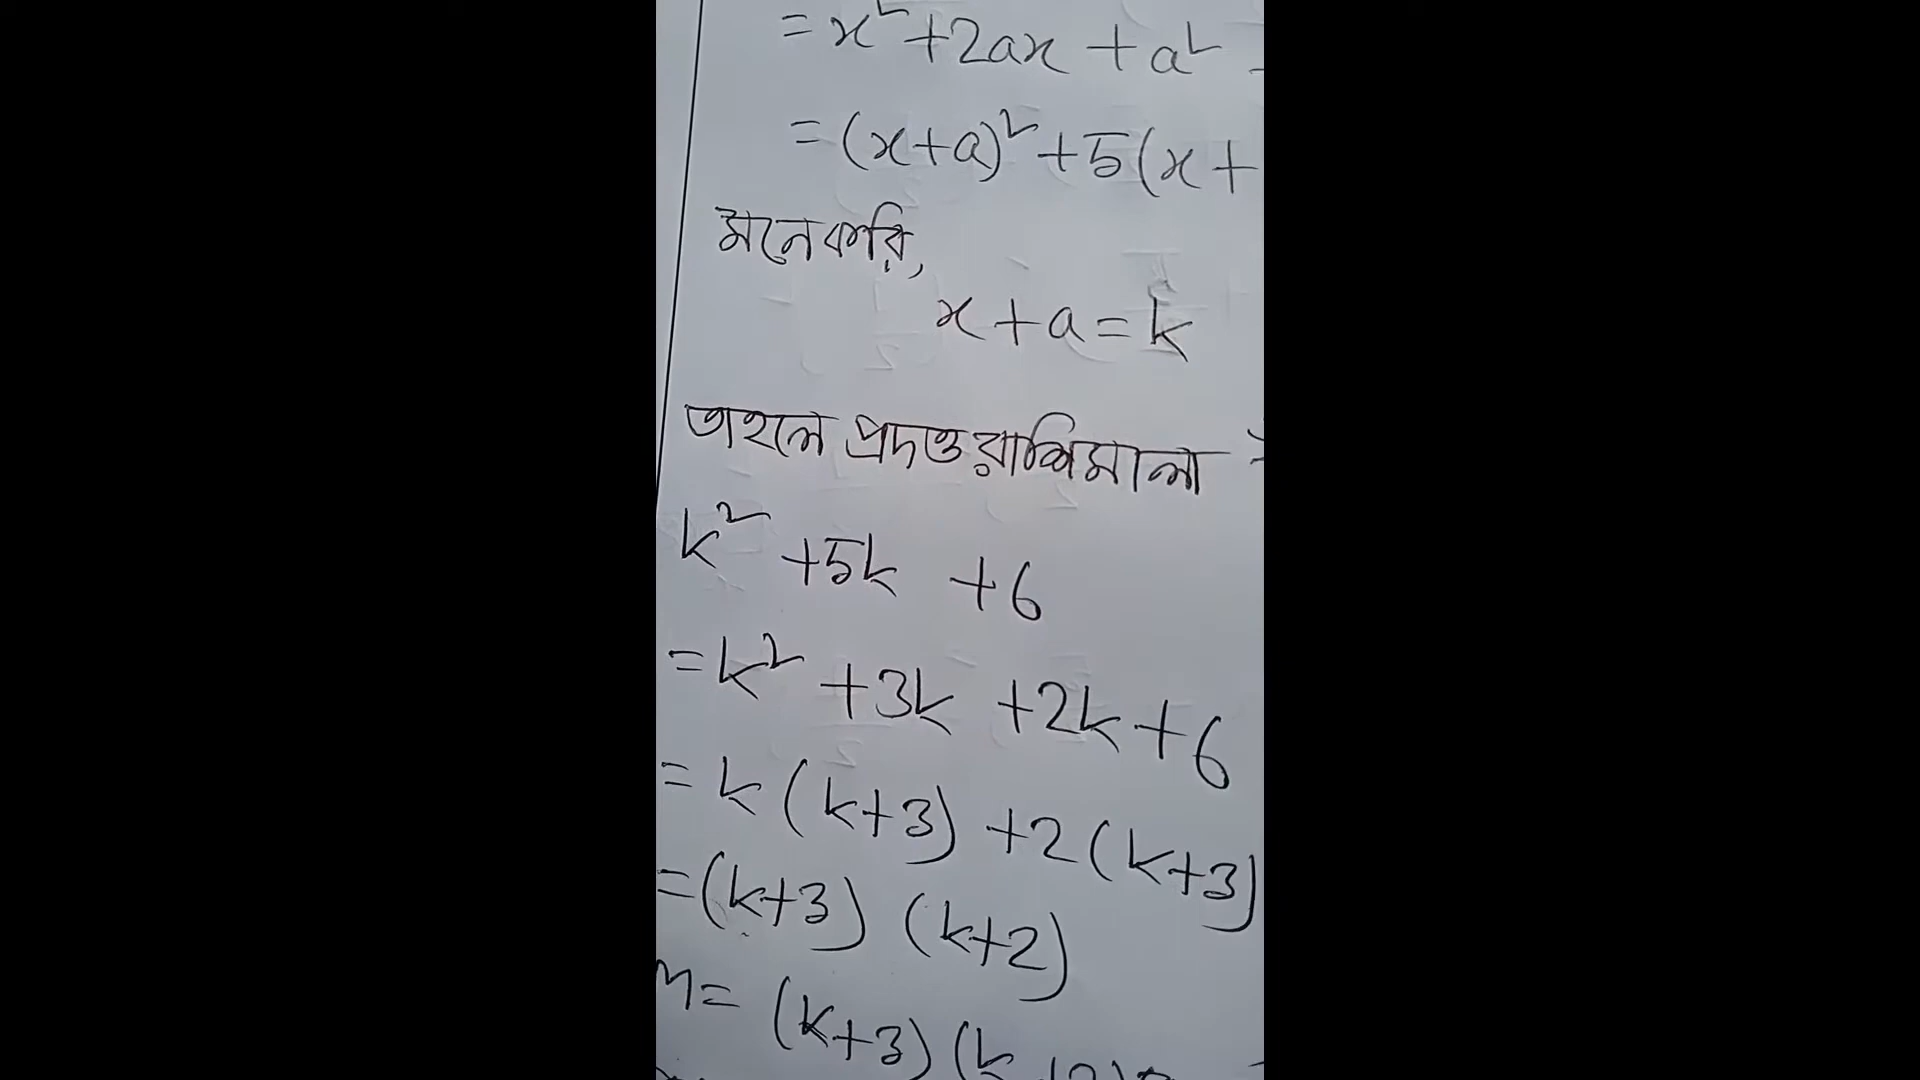 = x² + 2ax + a²
= (x+a)² + 5(x +
মনেকরি,
x + a = k
তাহলে প্রদত্ত রাশিমালা =
k² + 5k + 6
= k² + 3k + 2k + 6
= k (k+3) + 2 (k+3)
= (k+3) (k+2)
= (k+3) (k